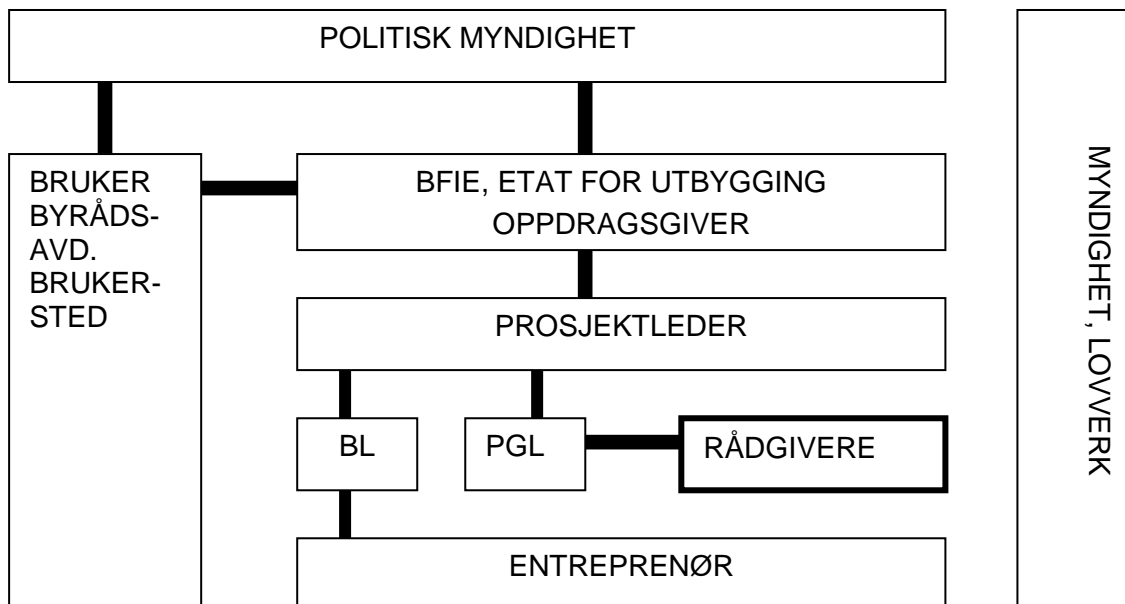 POLITISK MYNDIGHET
BRUKER
BYRÅDS-
AVD.
BRUKER-
STED
BFIE, ETAT FOR UTBYGGING
OPPDRAGSGIVER
PROSJEKTLEDER
BL
PGL
RÅDGIVERE
ENTREPRENØR
MYNDIGHET, LOVVERK